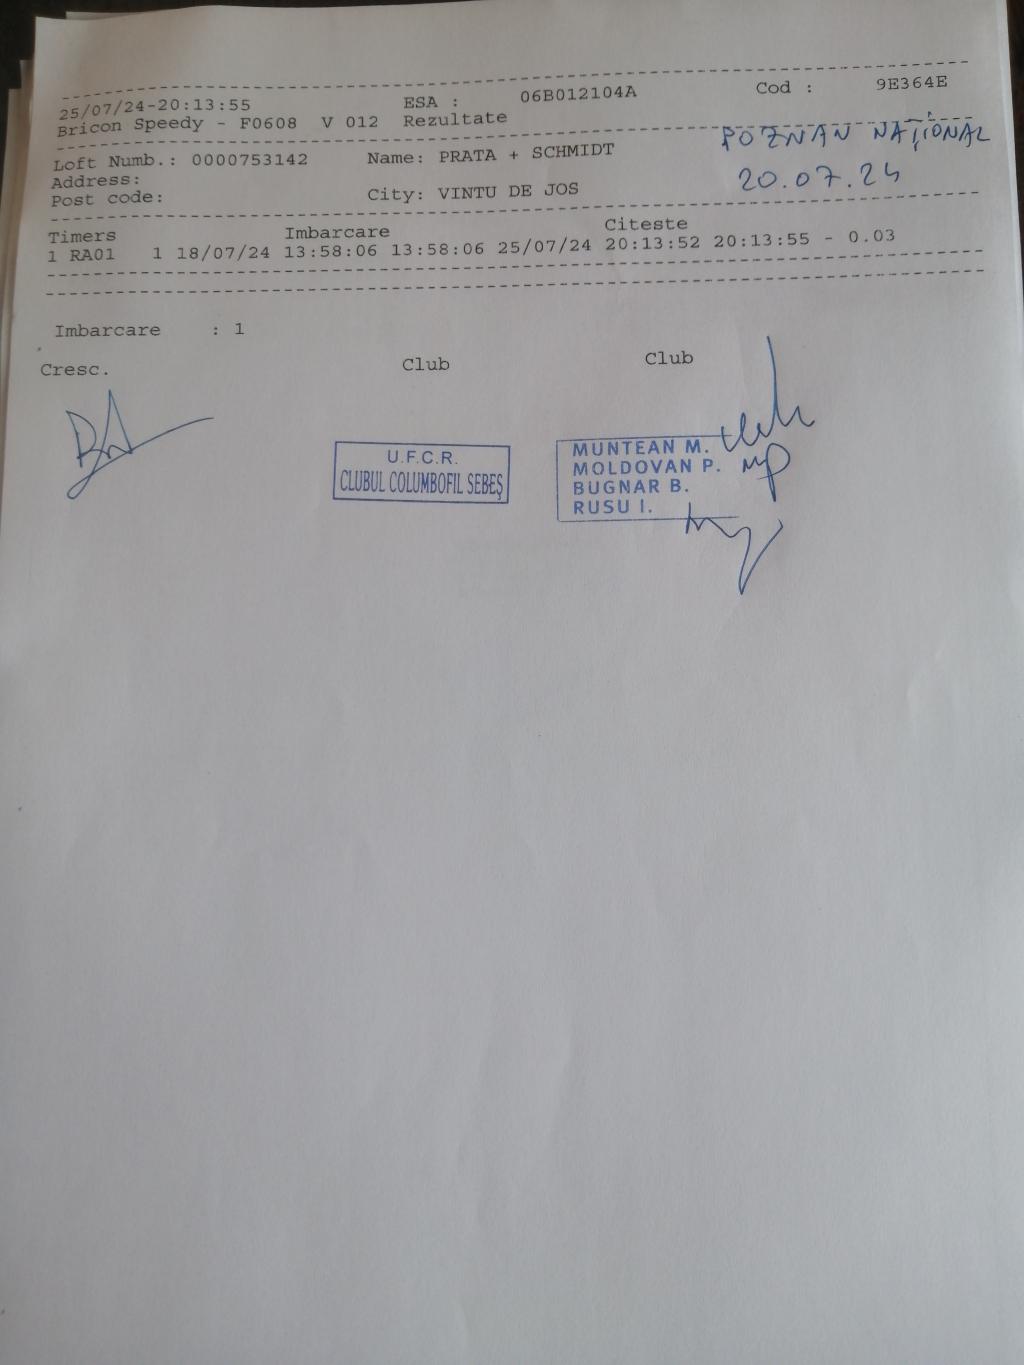 25/07/24-20:13:55 ESA : 06B012104A Cod : 9E364E
Bricon Speedy - F0608 V 012 Rezultate
POZNAN NAȚIONAL
Loft Numb.: 0000753142 Name: PRATA + SCHMIDT
Address:
20.07.24
Post code: City: VINTU DE JOS
Timers Imbarcare Citeste
1 RA01 1 18/07/24 13:58:06 13:58:06 25/07/24 20:13:52 20:13:55 - 0.03
Imbarcare : 1
Cresc. Club Club
U.F.C.R.
CLUBUL COLUMBOFIL SEBEȘ
MUNTEAN M.
MOLDOVAN P.
BUGNAR B.
RUSU I.